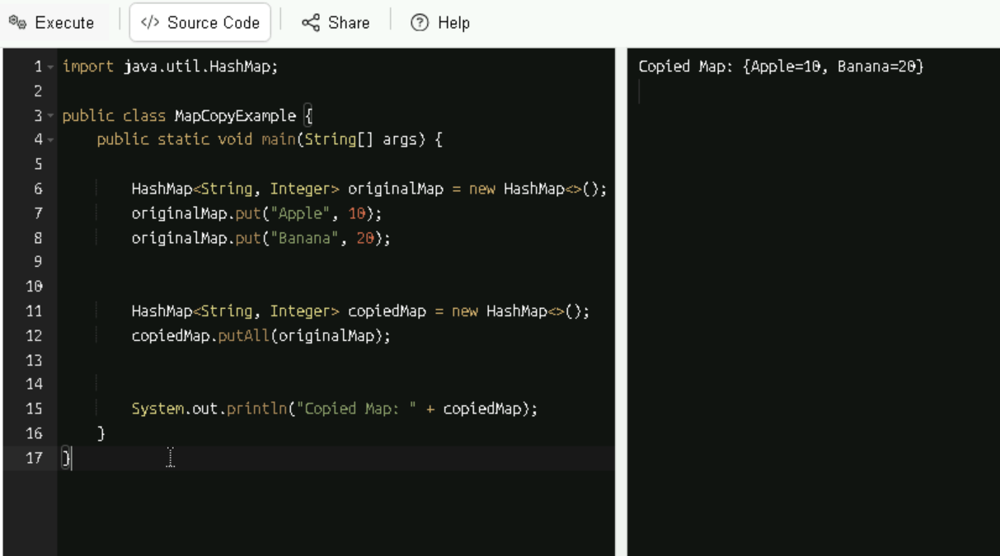 Execute
</> Source Code
Share
Help
1 import java.util.HashMap;
2
3 public class MapCopyExample {
4     public static void main(String[] args) {
5
6         HashMap<String, Integer> originalMap = new HashMap<>();
7         originalMap.put("Apple", 10);
8         originalMap.put("Banana", 20);
9
10
11         HashMap<String, Integer> copiedMap = new HashMap<>();
12         copiedMap.putAll(originalMap);
13
14
15         System.out.println("Copied Map: " + copiedMap);
16     }
17 }
Copied Map: {Apple=10, Banana=20}